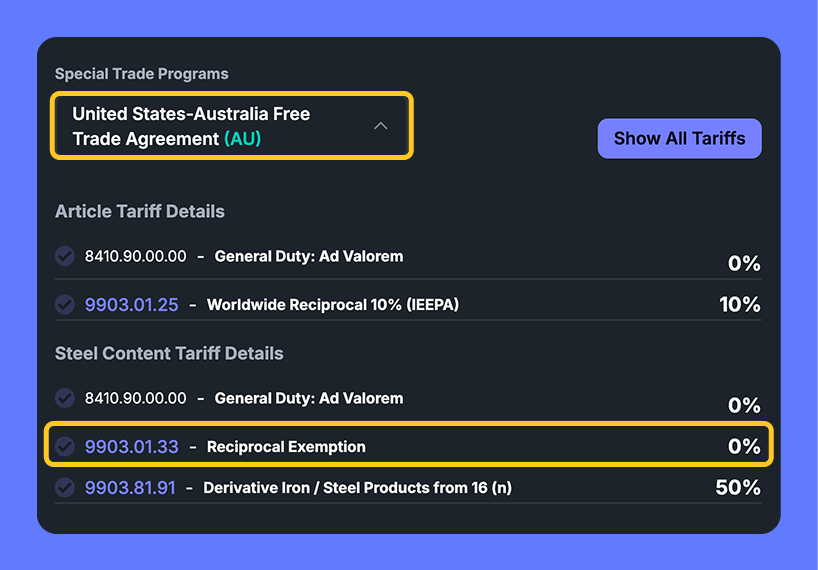 Special Trade Programs
United States-Australia Free
Trade Agreement (AU)
Show All Tariffs
Article Tariff Details
8410.90.00.00 - General Duty: Ad Valorem 0%
9903.01.25 - Worldwide Reciprocal 10% (IEEPA) 10%
Steel Content Tariff Details
8410.90.00.00 - General Duty: Ad Valorem 0%
9903.01.33 - Reciprocal Exemption 0%
9903.81.91 - Derivative Iron / Steel Products from 16 (n) 50%